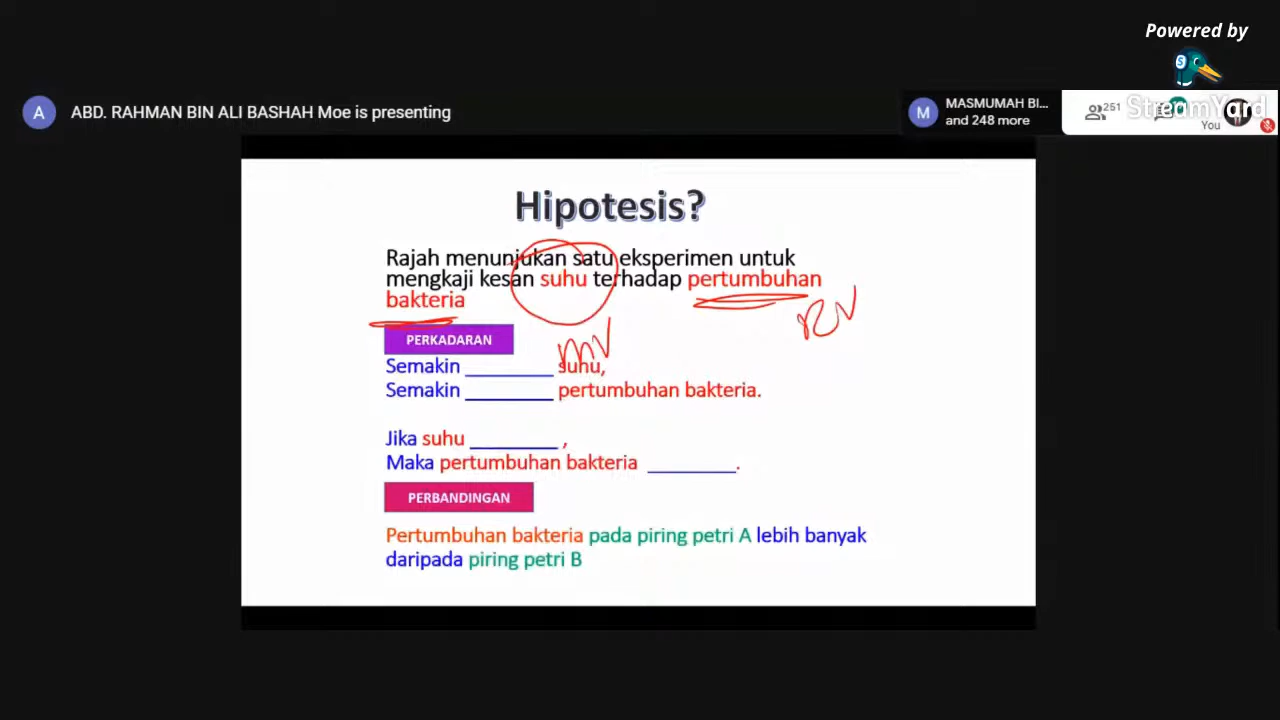 Powered by
A
ABD. RAHMAN BIN ALI BASHAH Moe is presenting
M
MASMUMAH BI...
and 248 more
251
StreamYard
You
Hipotesis?
Rajah menunjukan satu eksperimen untuk
mengkaji kesan suhu terhadap pertumbuhan
bakteria
RV
PERKADARAN
mv
Semakin ________ suhu,
Semakin ________ pertumbuhan bakteria.
Jika suhu ________ ,
Maka pertumbuhan bakteria ________.
PERBANDINGAN
Pertumbuhan bakteria pada piring petri A lebih banyak
daripada piring petri B